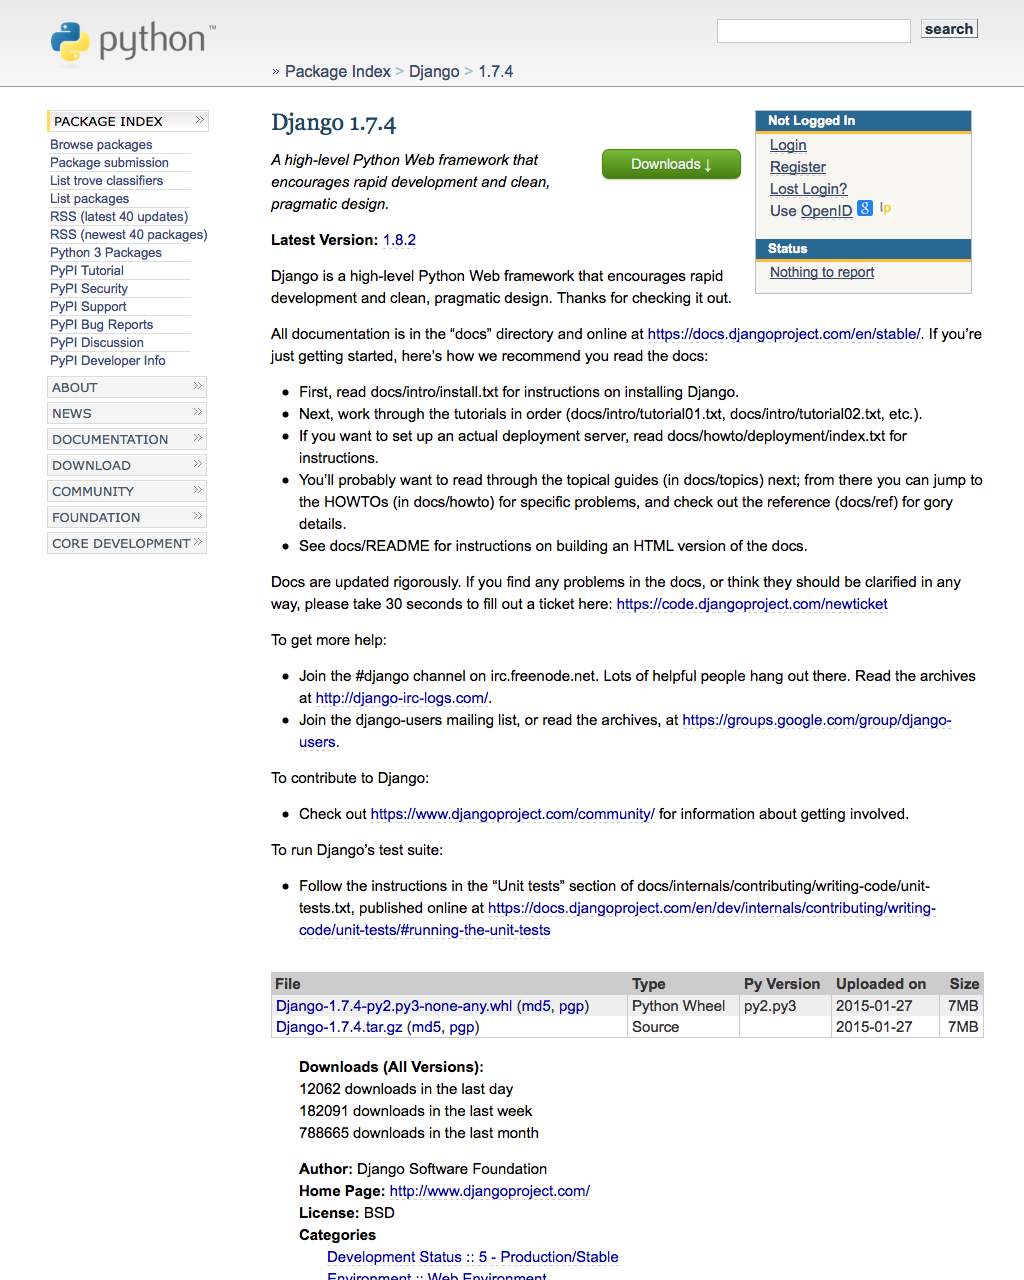 python™
search
» Package Index > Django > 1.7.4
PACKAGE INDEX »
Browse packages
Package submission
List trove classifiers
List packages
RSS (latest 40 updates)
RSS (newest 40 packages)
Python 3 Packages
PyPI Tutorial
PyPI Security
PyPI Support
PyPI Bug Reports
PyPI Discussion
PyPI Developer Info
ABOUT »
NEWS »
DOCUMENTATION »
DOWNLOAD »
COMMUNITY »
FOUNDATION »
CORE DEVELOPMENT »
Django 1.7.4
Downloads ↓
A high-level Python Web framework that
encourages rapid development and clean,
pragmatic design.
Latest Version: 1.8.2
Django is a high-level Python Web framework that encourages rapid
development and clean, pragmatic design. Thanks for checking it out.
Not Logged In
Login
Register
Lost Login?
Use OpenID 8 lp
Status
Nothing to report
All documentation is in the “docs” directory and online at https://docs.djangoproject.com/en/stable/. If you’re
just getting started, here’s how we recommend you read the docs:
• First, read docs/intro/install.txt for instructions on installing Django.
• Next, work through the tutorials in order (docs/intro/tutorial01.txt, docs/intro/tutorial02.txt, etc.).
• If you want to set up an actual deployment server, read docs/howto/deployment/index.txt for
instructions.
• You’ll probably want to read through the topical guides (in docs/topics) next; from there you can jump to
the HOWTOs (in docs/howto) for specific problems, and check out the reference (docs/ref) for gory
details.
• See docs/README for instructions on building an HTML version of the docs.
Docs are updated rigorously. If you find any problems in the docs, or think they should be clarified in any
way, please take 30 seconds to fill out a ticket here: https://code.djangoproject.com/newticket
To get more help:
• Join the #django channel on irc.freenode.net. Lots of helpful people hang out there. Read the archives
at http://django-irc-logs.com/.
• Join the django-users mailing list, or read the archives, at https://groups.google.com/group/django-
users.
To contribute to Django:
• Check out https://www.djangoproject.com/community/ for information about getting involved.
To run Django’s test suite:
• Follow the instructions in the “Unit tests” section of docs/internals/contributing/writing-code/unit-
tests.txt, published online at https://docs.djangoproject.com/en/dev/internals/contributing/writing-
code/unit-tests/#running-the-unit-tests
File Type Py Version Uploaded on Size
Django-1.7.4-py2.py3-none-any.whl (md5, pgp) Python Wheel py2.py3 2015-01-27 7MB
Django-1.7.4.tar.gz (md5, pgp) Source 2015-01-27 7MB
Downloads (All Versions):
12062 downloads in the last day
182091 downloads in the last week
788665 downloads in the last month
Author: Django Software Foundation
Home Page: http://www.djangoproject.com/
License: BSD
Categories
Development Status :: 5 - Production/Stable
Environment :: Web Environment